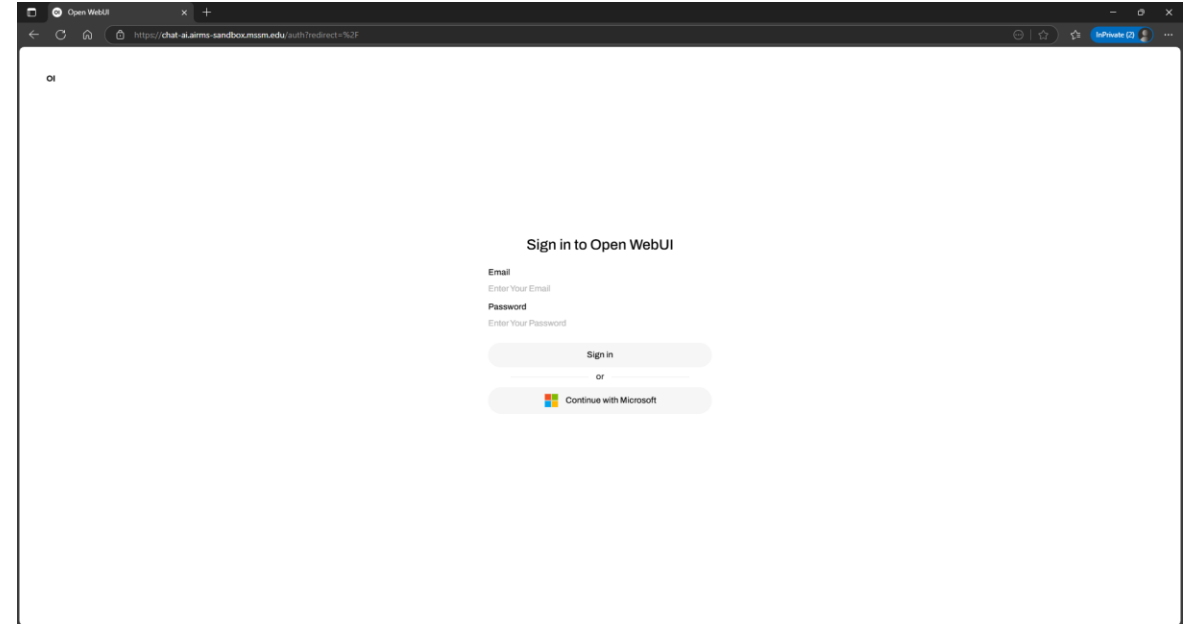 Open WebUI
https://chat-ai.airms-sandbox.mssm.edu/auth?redirect=%2F
InPrivate (2)
OI
Sign in to Open WebUI
Email
Enter Your Email
Password
Enter Your Password
Sign in
or
Continue with Microsoft